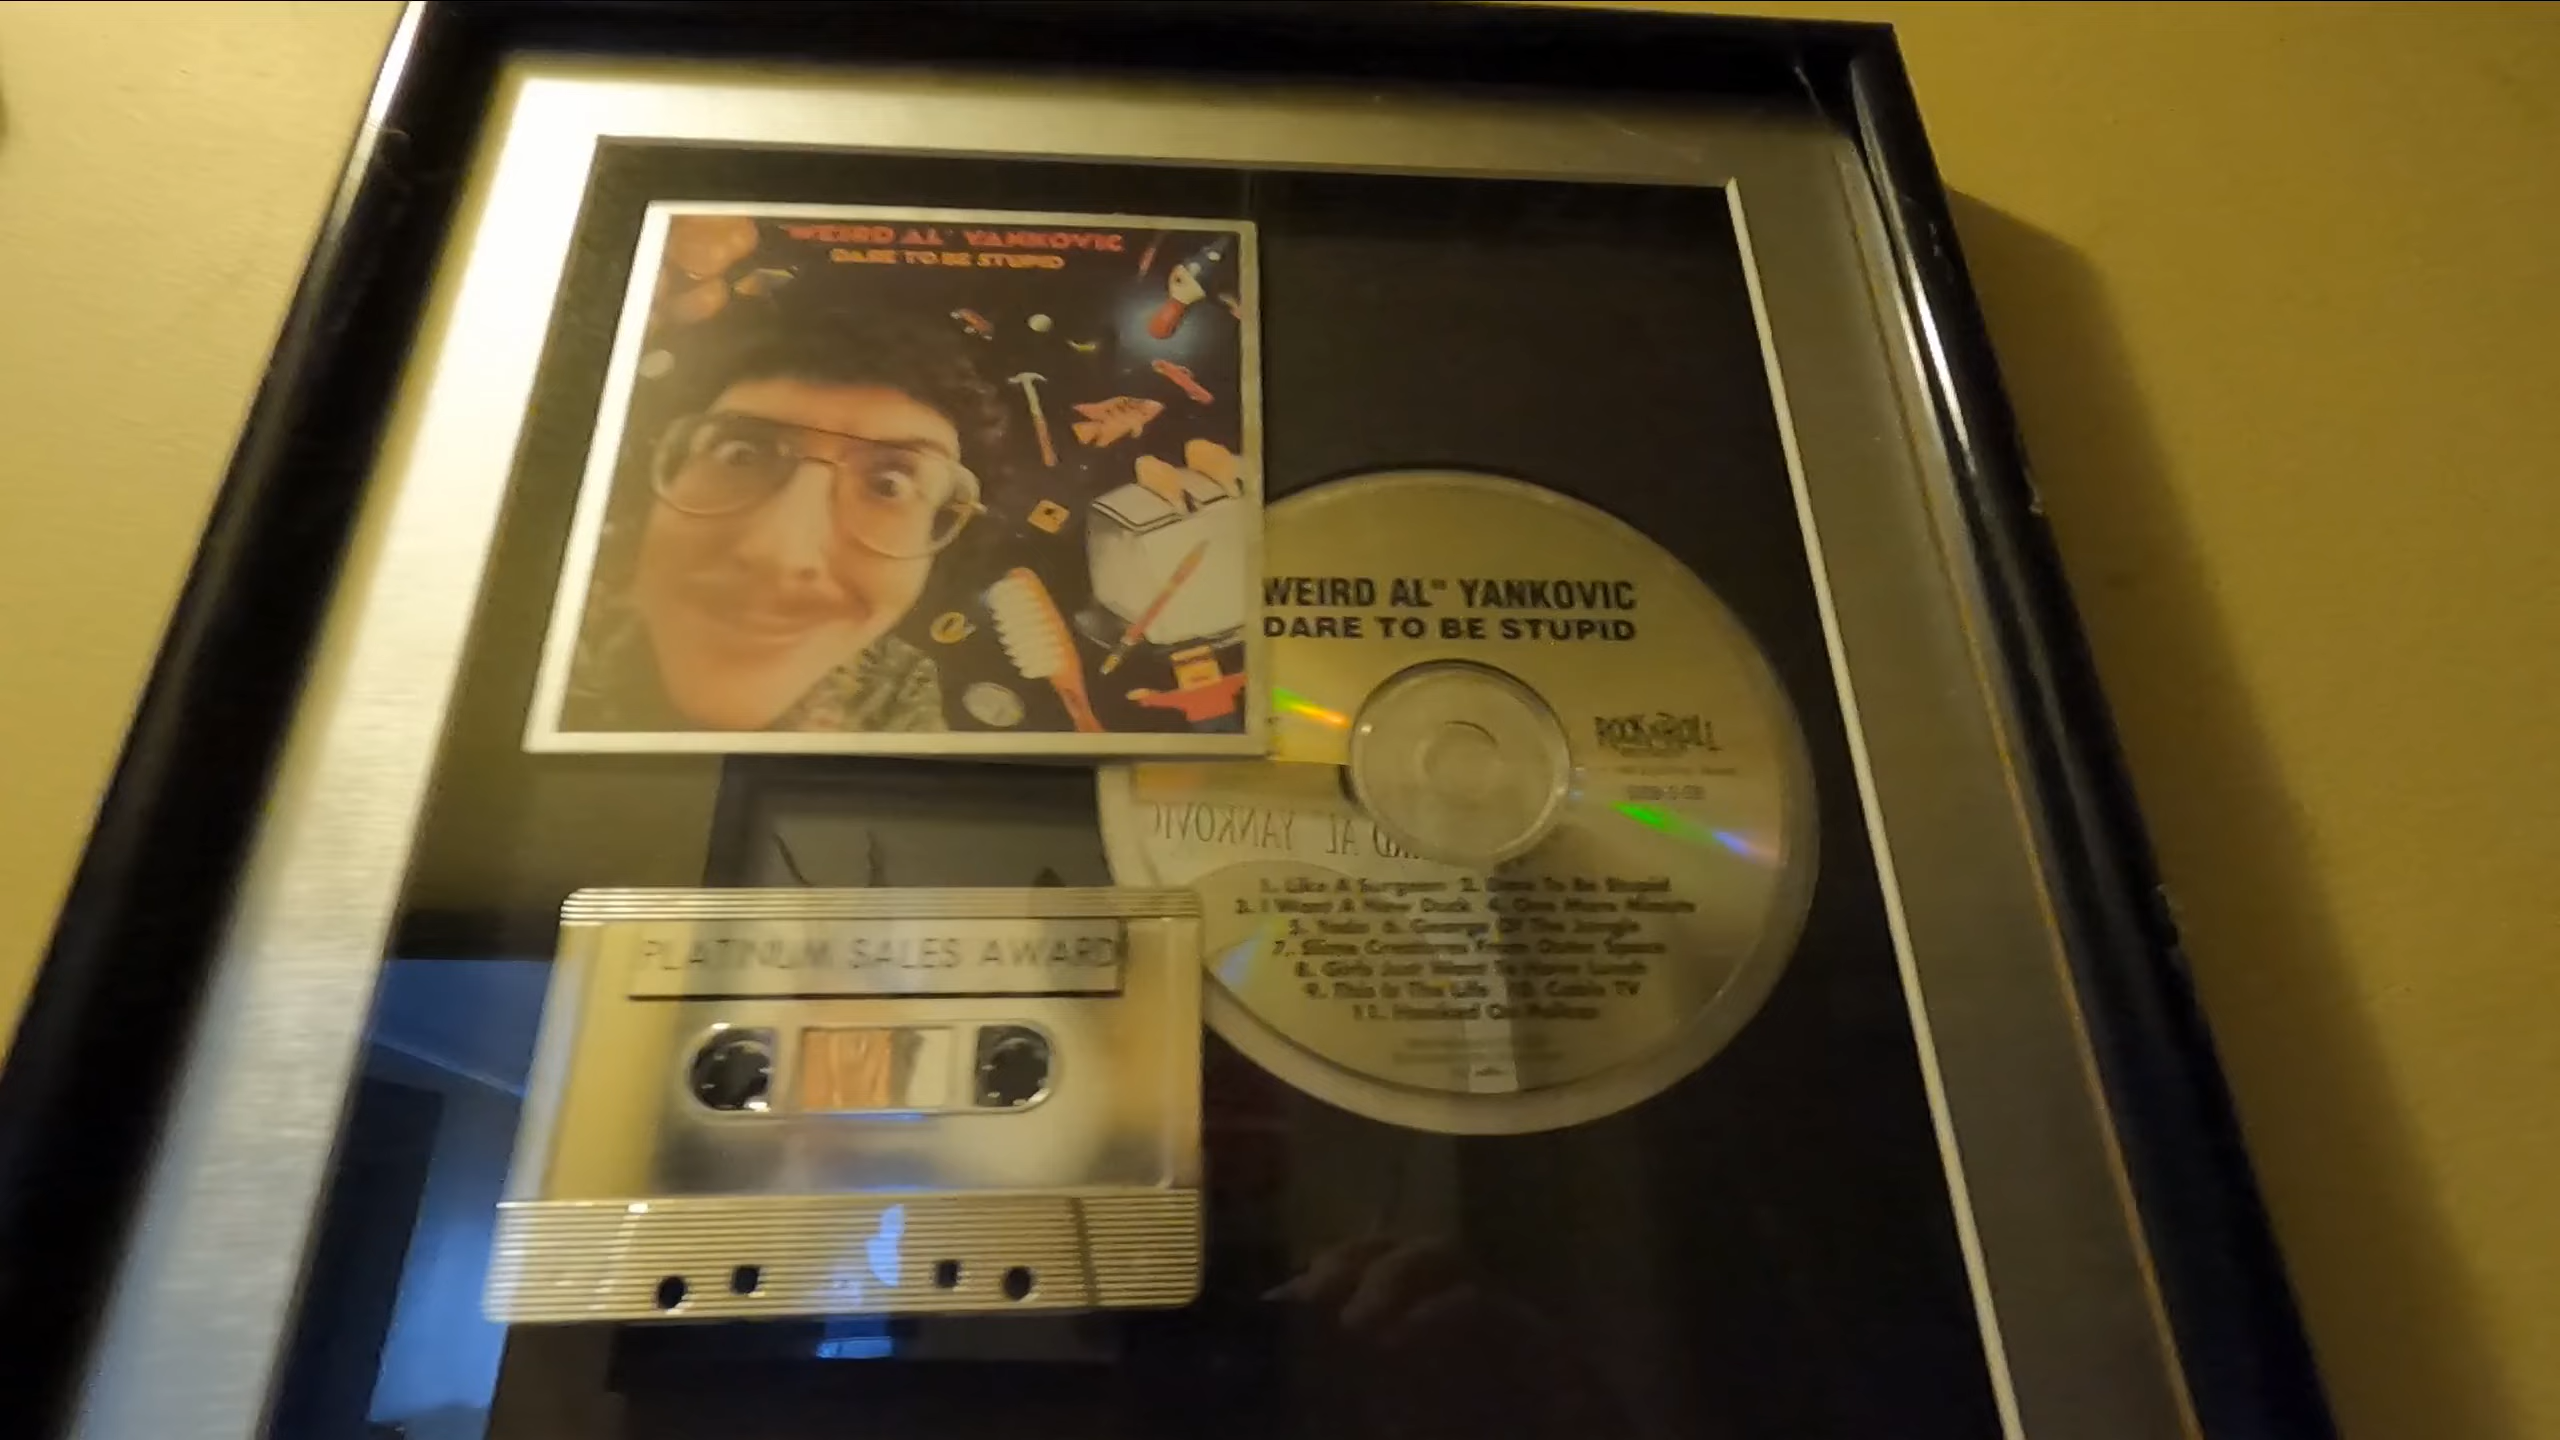 "WEIRD AL" YANKOVIC
DARE TO BE STUPID
WEIRD AL" YANKOVIC
DARE TO BE STUPID
ROCK 'N' ROLL
YANKOVIC
1. Like A Surgeon 2. Dare To Be Stupid
3. I Want A New Duck 4. One More Minute
5. Yoda 6. George Of The Jungle
7. Slime Creatures From Outer Space
8. Girls Just Want To Have Lunch
9. This Is The Life 10. Cable TV
11. Hooked On Polkas
PLATINUM SALES AWARD